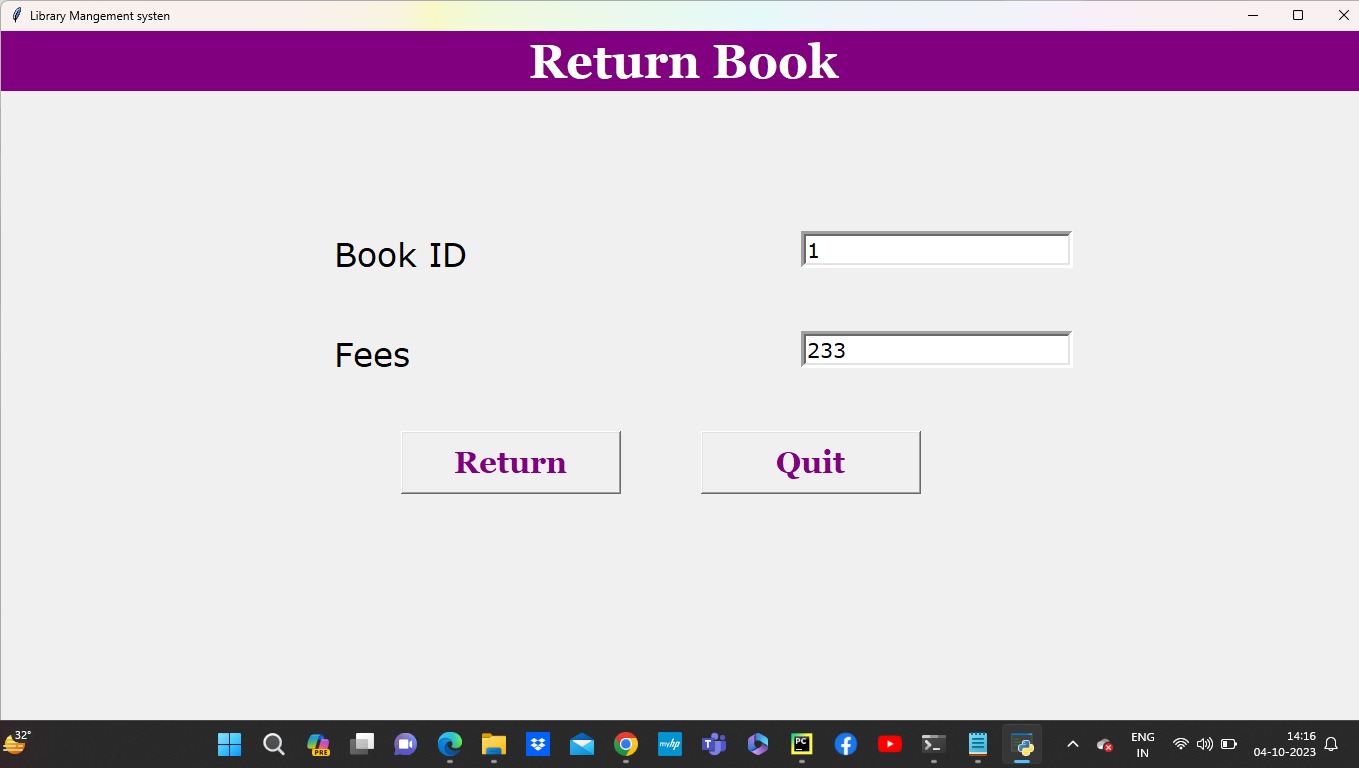 Library Mangement systen
Return Book
Book ID
1
Fees
233
Return
Quit
32°
PRE
myhp
PC
ENG
IN
14:16
04-10-2023